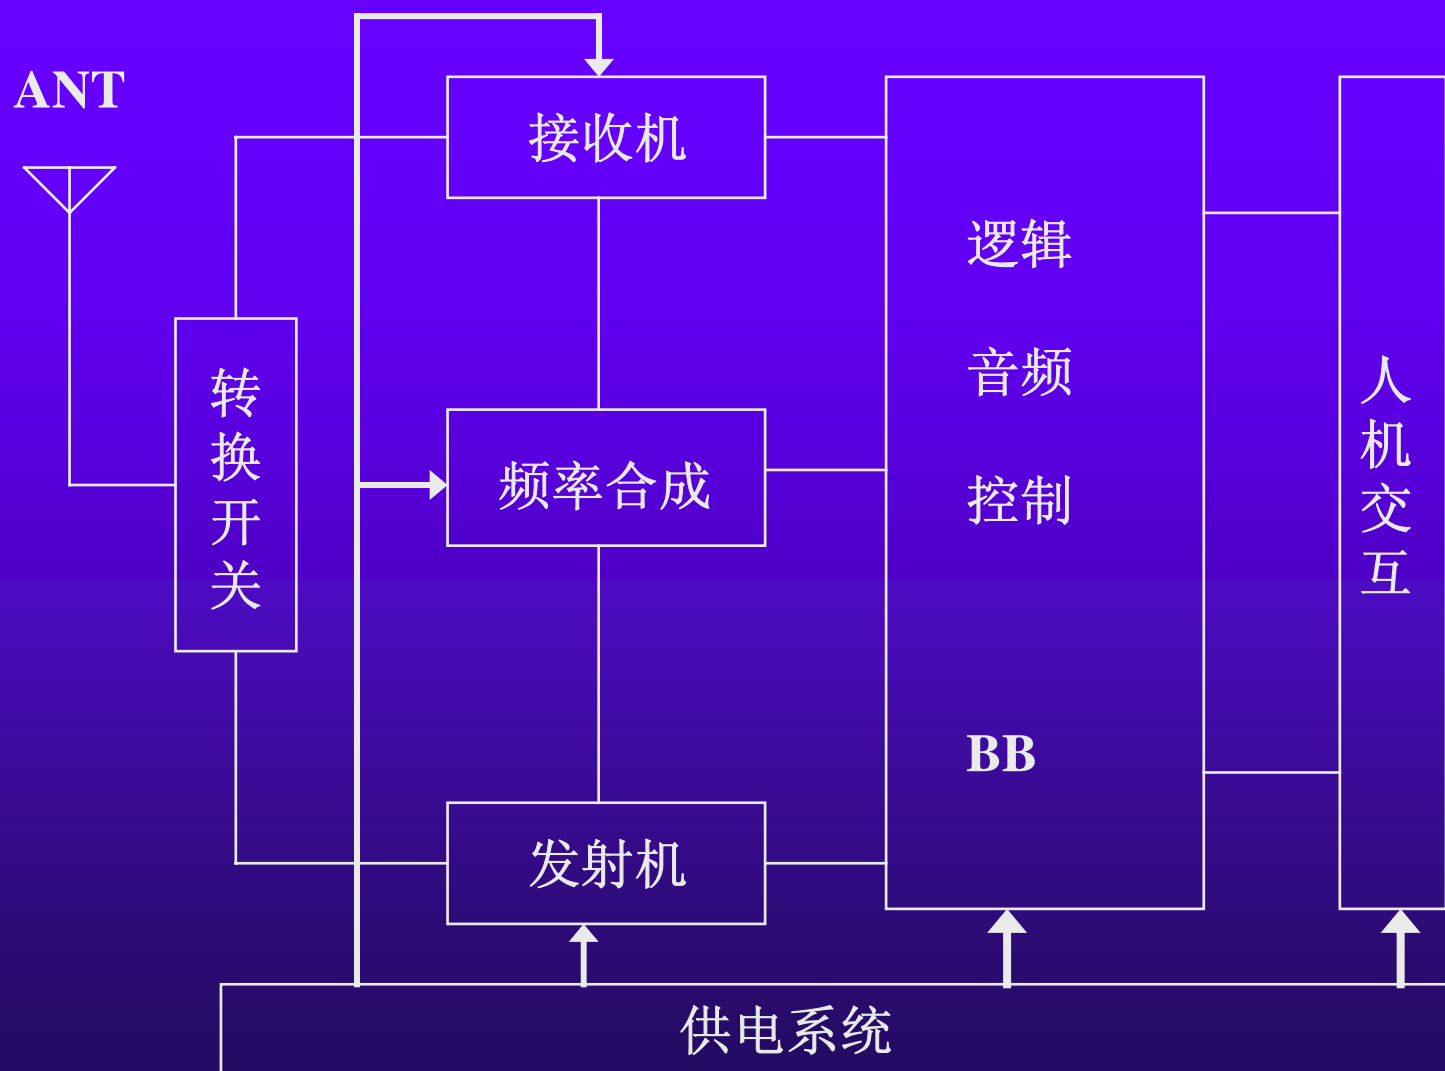 ANT
接收机
逻辑
音频
控制
BB
转
换
开
关
频率合成
人
机
交
互
发射机
供电系统